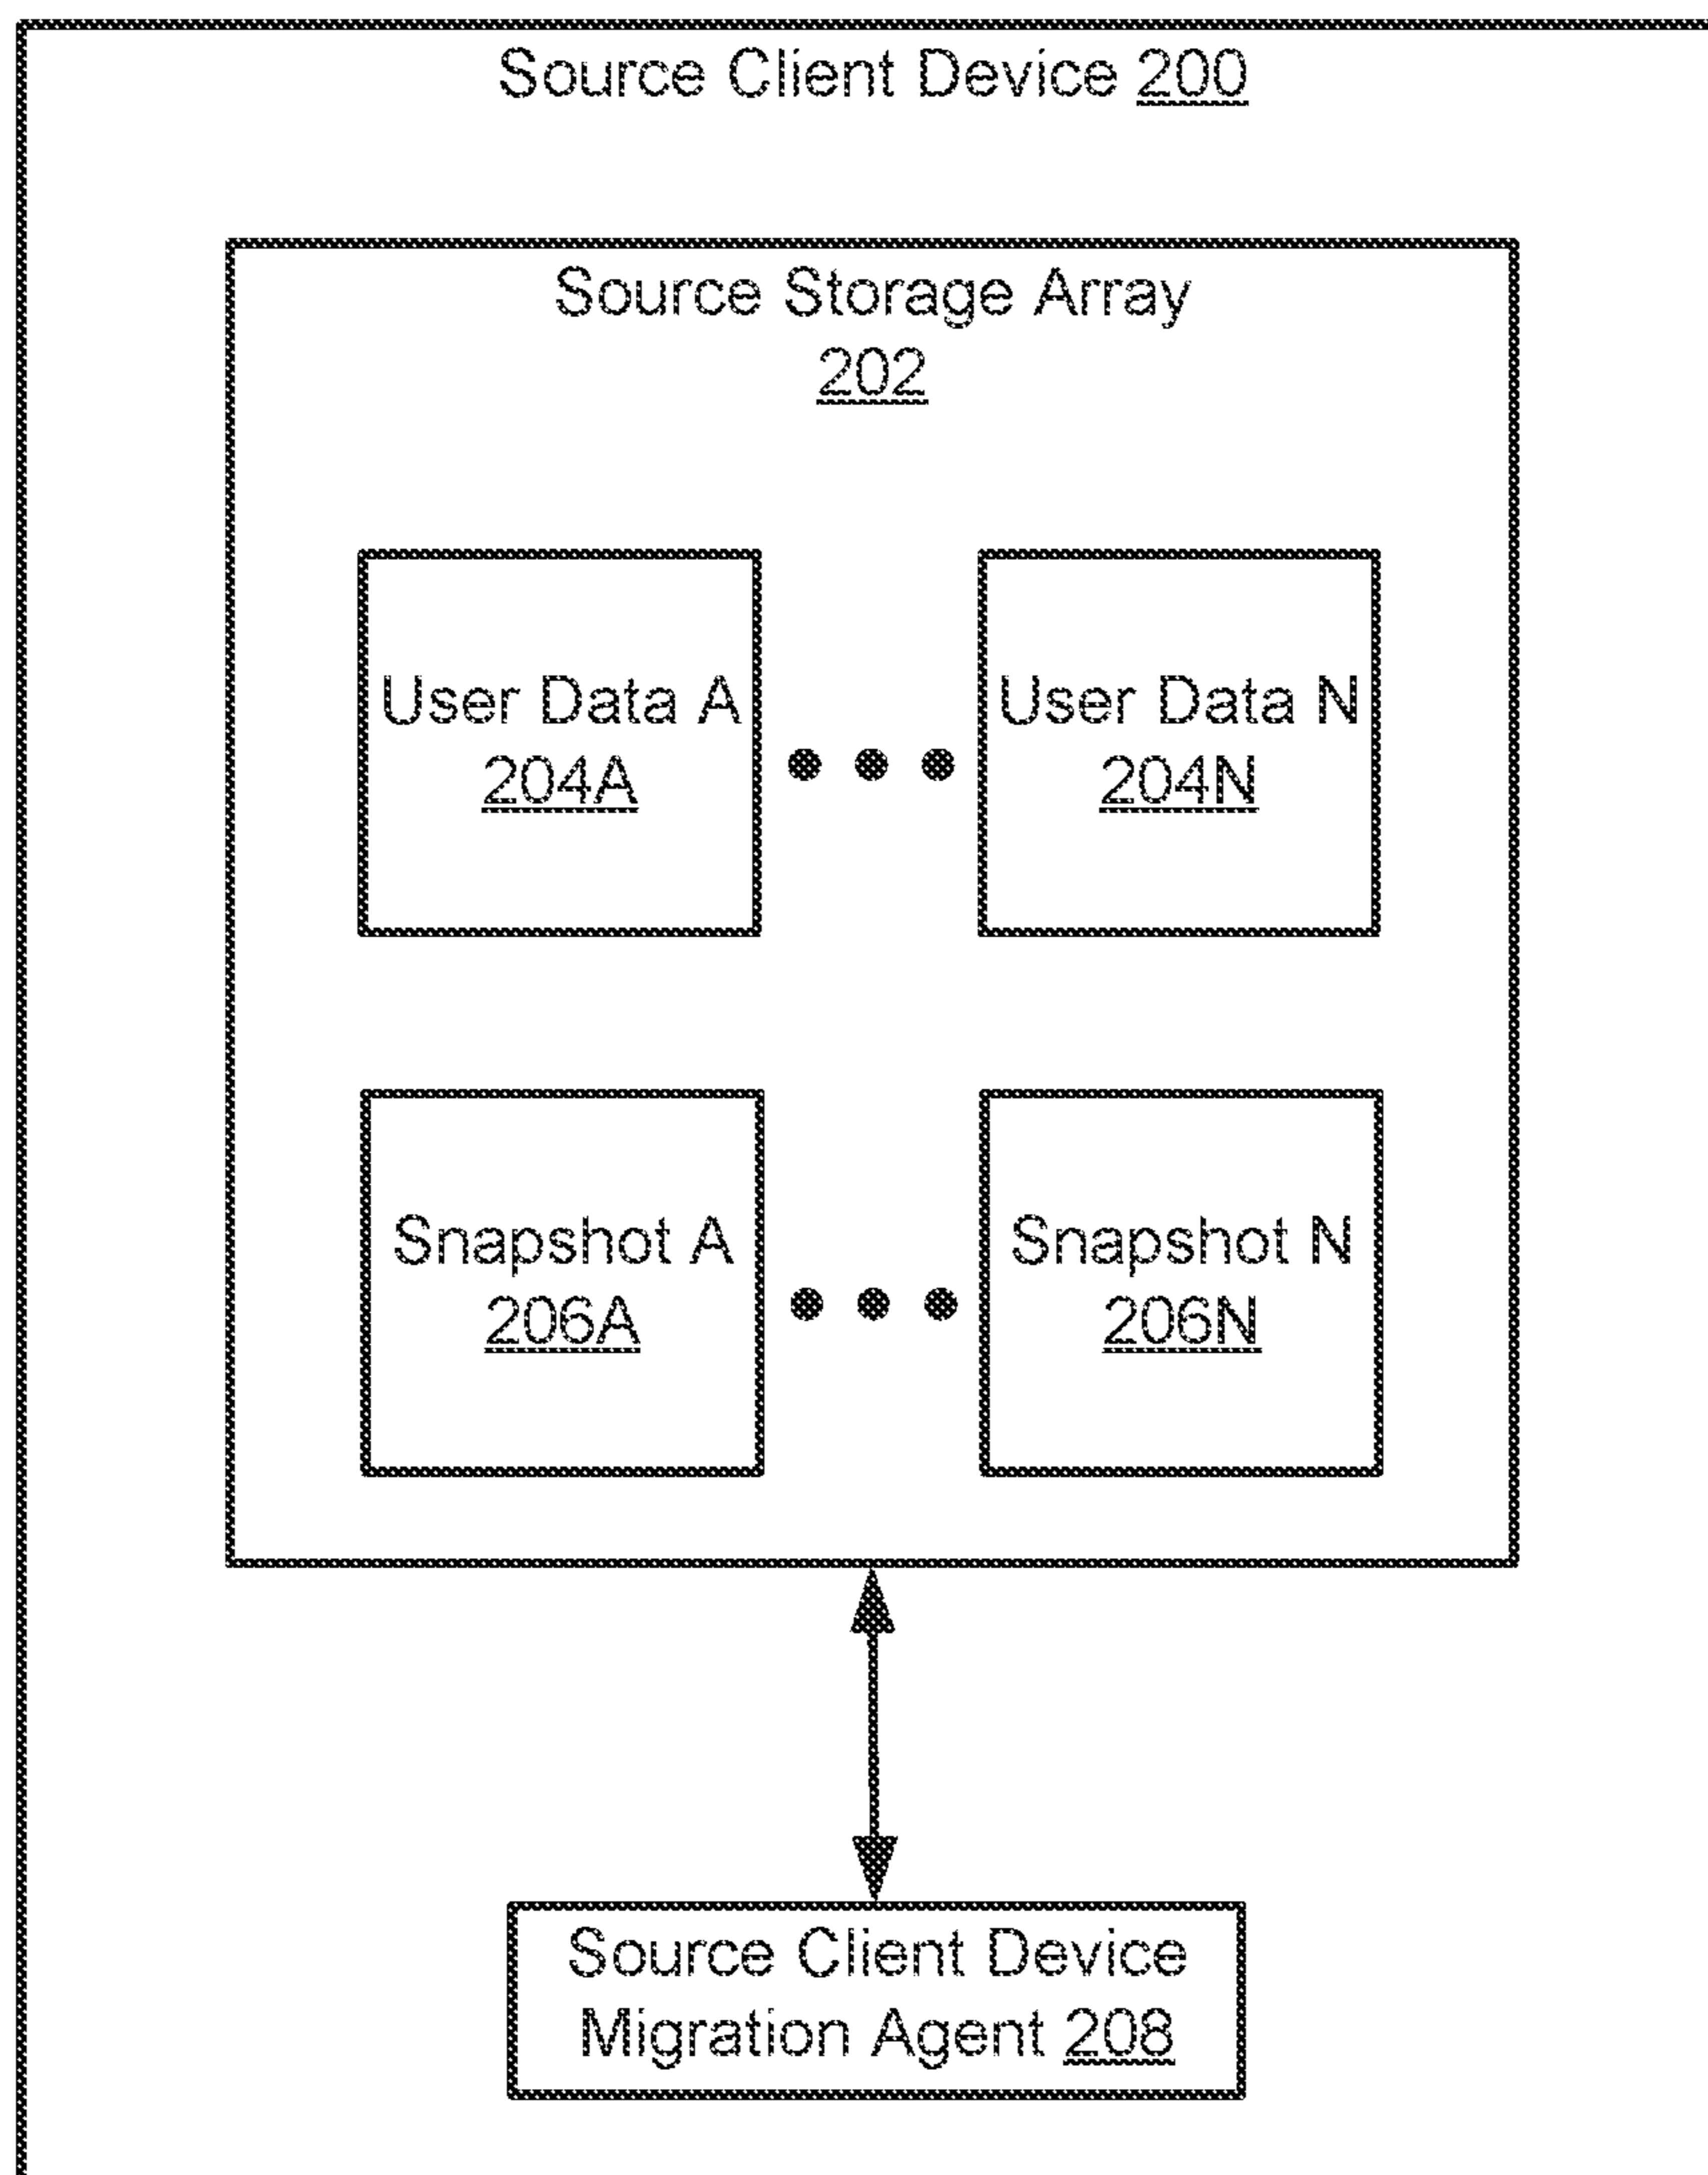 Source Client Device 200
Source Storage Array
202
User Data A
204A
User Data N
204N
Snapshot A
206A
Snapshot N
206N
Source Client Device
Migration Agent 208